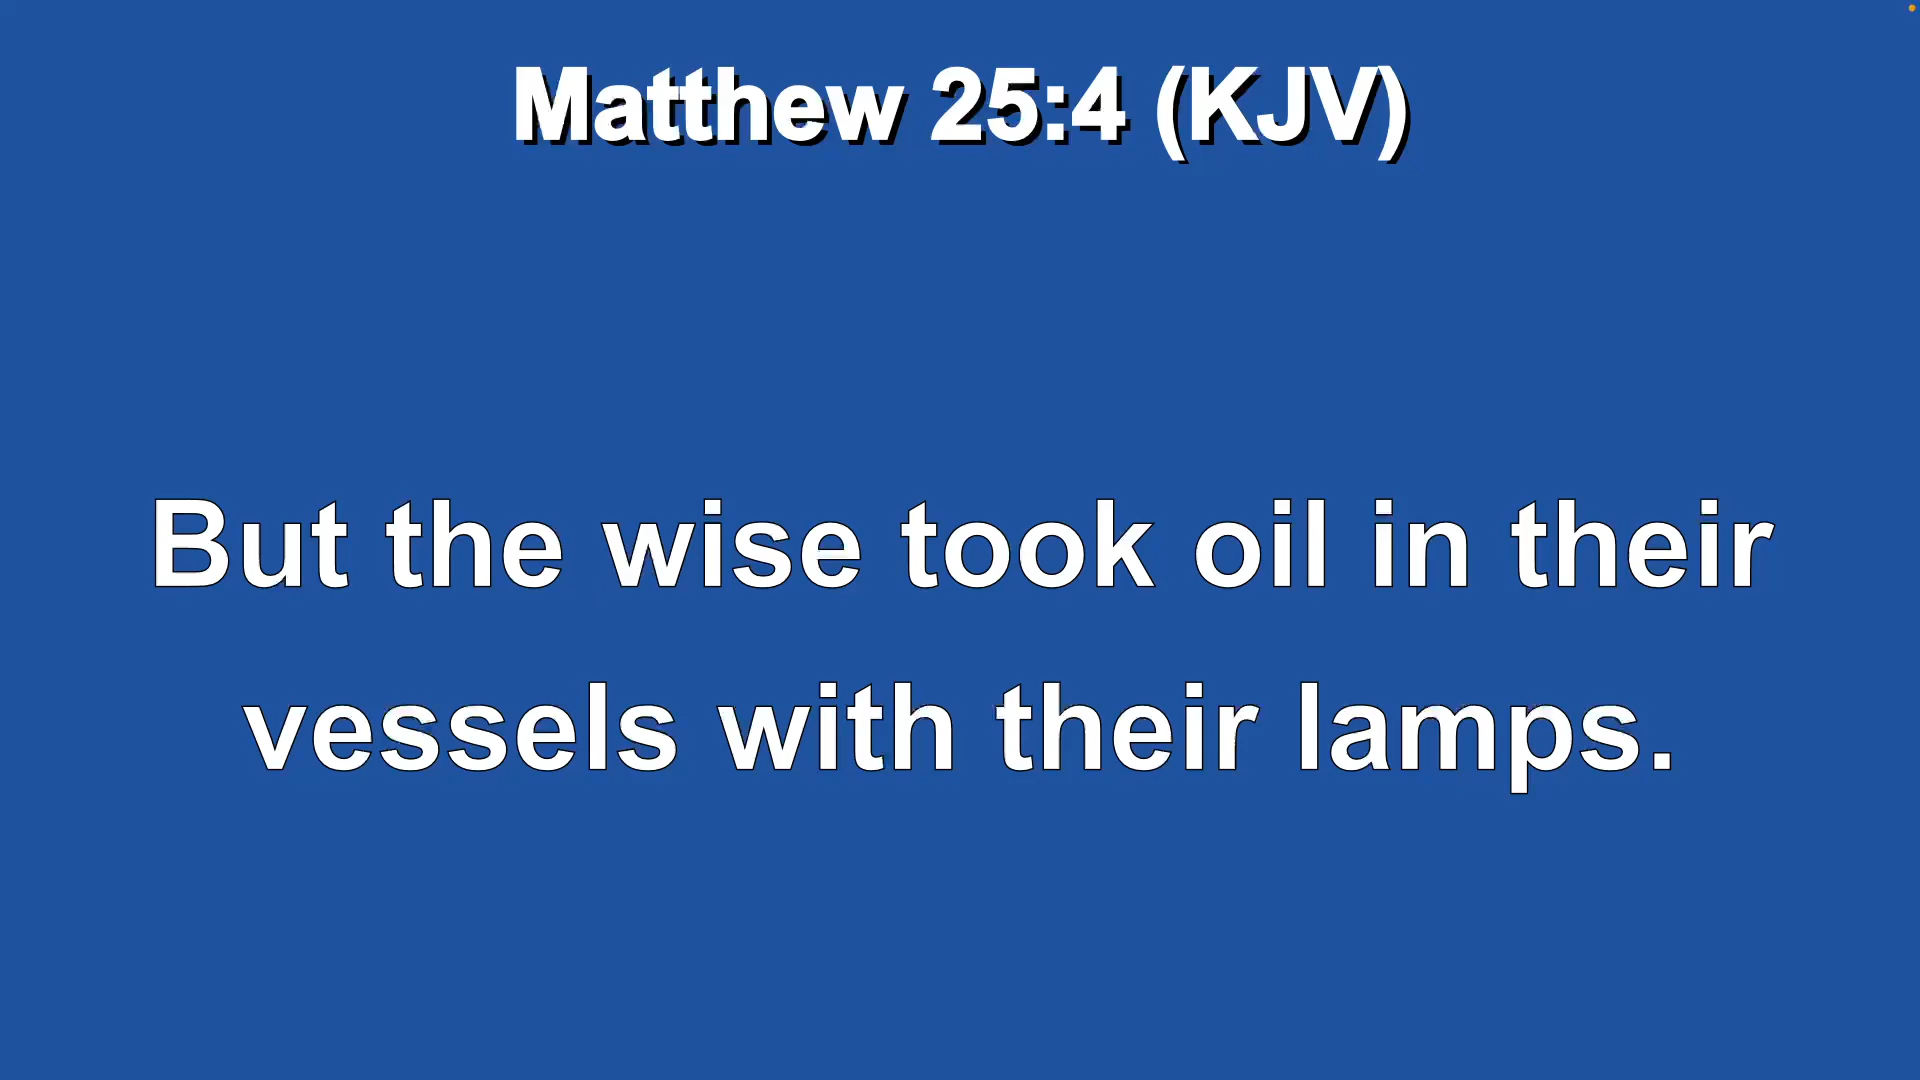 Matthew 25:4 (KJV)
But the wise took oil in their
vessels with their lamps.